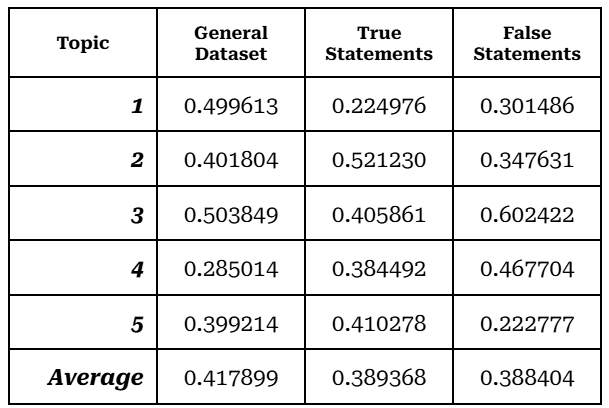 Topic General Dataset True Statements False Statements
1 0.499613 0.224976 0.301486
2 0.401804 0.521230 0.347631
3 0.503849 0.405861 0.602422
4 0.285014 0.384492 0.467704
5 0.399214 0.410278 0.222777
Average 0.417899 0.389368 0.388404